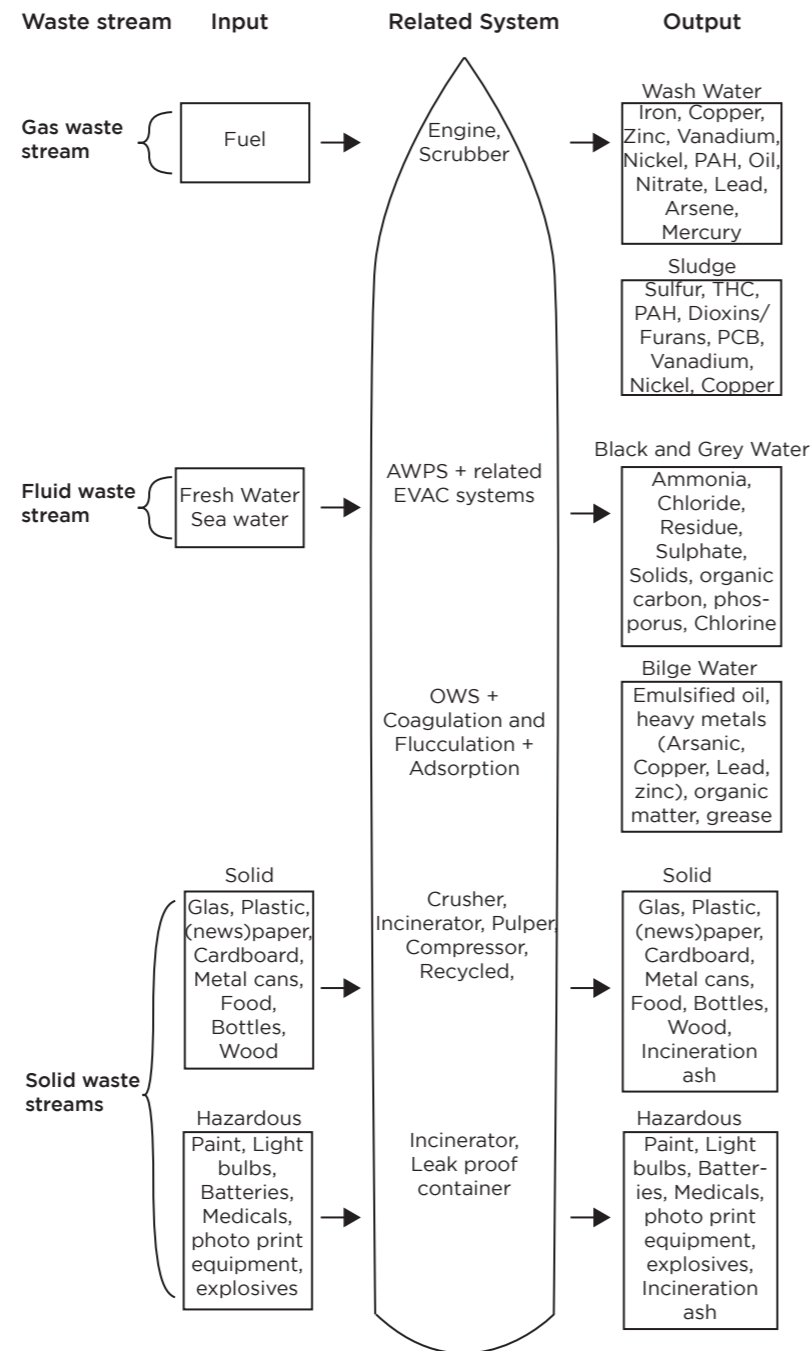 Waste stream
Input
Related System
Output
Gas waste
stream
Fuel
Engine,
Scrubber
Wash Water
Iron, Copper,
Zinc, Vanadium,
Nickel, PAH, Oil,
Nitrate, Lead,
Arsene,
Mercury
Sludge
Sulfur, THC,
PAH, Dioxins/
Furans, PCB,
Vanadium,
Nickel, Copper
Fluid waste
stream
Fresh Water
Sea water
AWPS + related
EVAC systems
Black and Grey Water
Ammonia,
Chloride,
Residue,
Sulphate,
Solids, organic
carbon, phos-
porus, Chlorine
OWS +
Coagulation and
Flucculation +
Adsorption
Bilge Water
Emulsified oil,
heavy metals
(Arsanic,
Copper, Lead,
zinc), organic
matter, grease
Solid waste
streams
Solid
Glas, Plastic,
(news)paper,
Cardboard,
Metal cans,
Food,
Bottles,
Wood
Crusher,
Incinerator, Pulper,
Compressor,
Recycled,
Solid
Glas, Plastic,
(news)paper,
Cardboard,
Metal cans,
Food, Bottles,
Wood,
Incineration
ash
Hazardous
Paint, Light
bulbs,
Batteries,
Medicals,
photo print
equipment,
explosives
Incinerator,
Leak proof
container
Hazardous
Paint, Light
bulbs, Batter-
ies, Medicals,
photo print
equipment,
explosives,
Incineration
ash